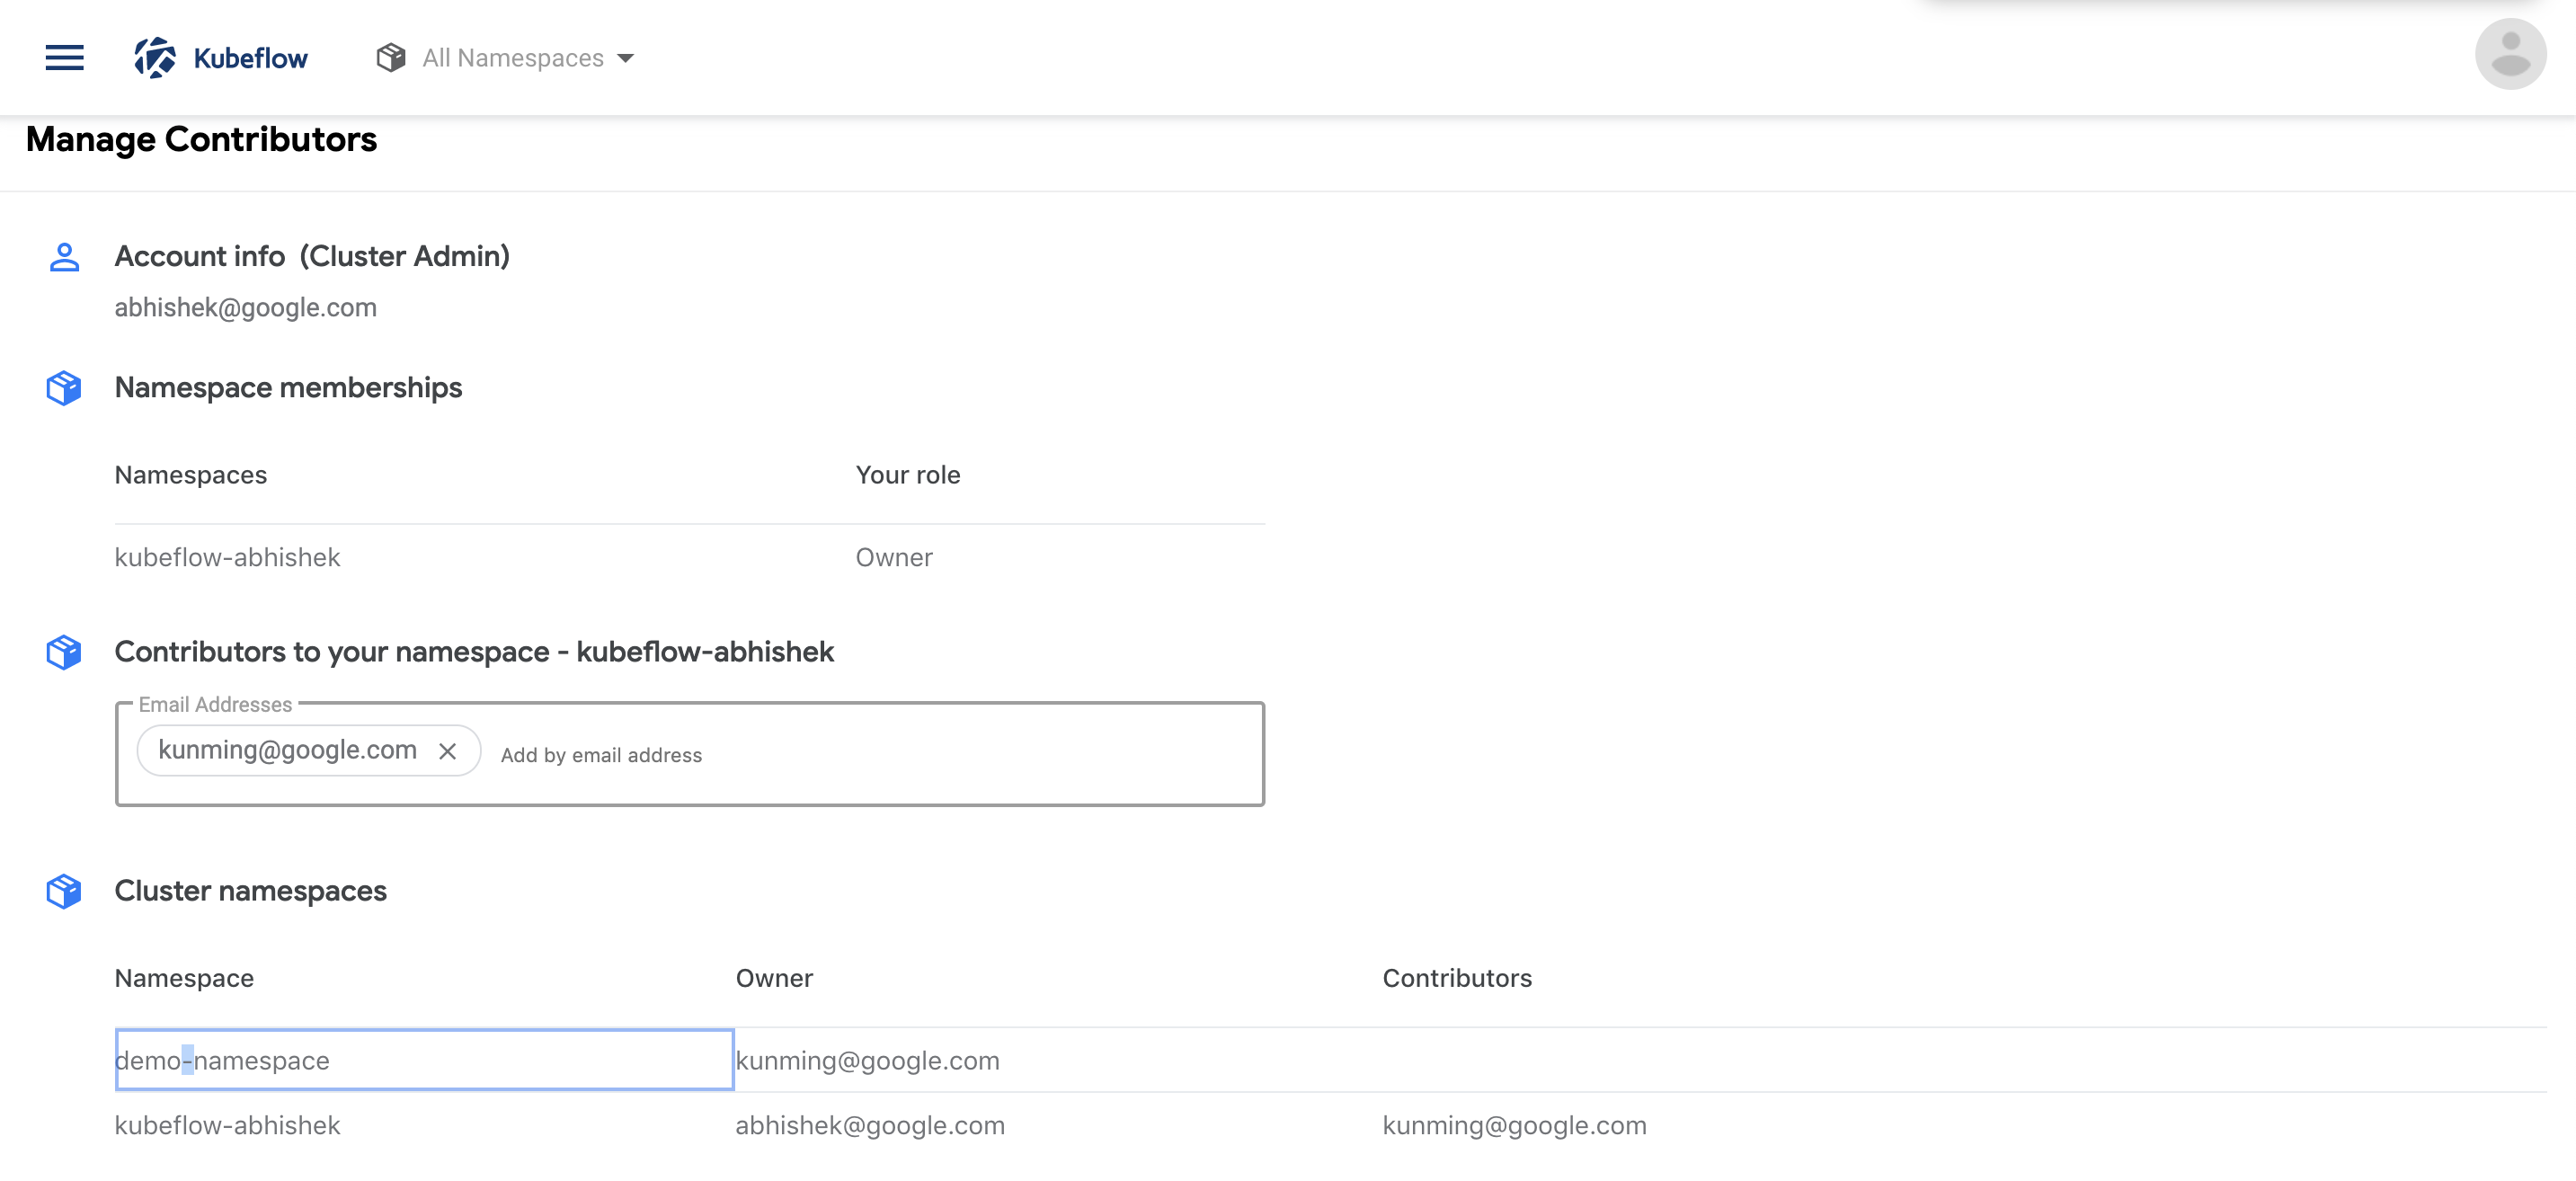 Kubeflow All Namespaces
Manage Contributors
Account info (Cluster Admin)
abhishek@google.com
Namespace memberships
Namespaces Your role
kubeflow-abhishek Owner
Contributors to your namespace - kubeflow-abhishek
Email Addresses
kunming@google.com Add by email address
Cluster namespaces
Namespace Owner Contributors
demo-namespace kunming@google.com
kubeflow-abhishek abhishek@google.com kunming@google.com